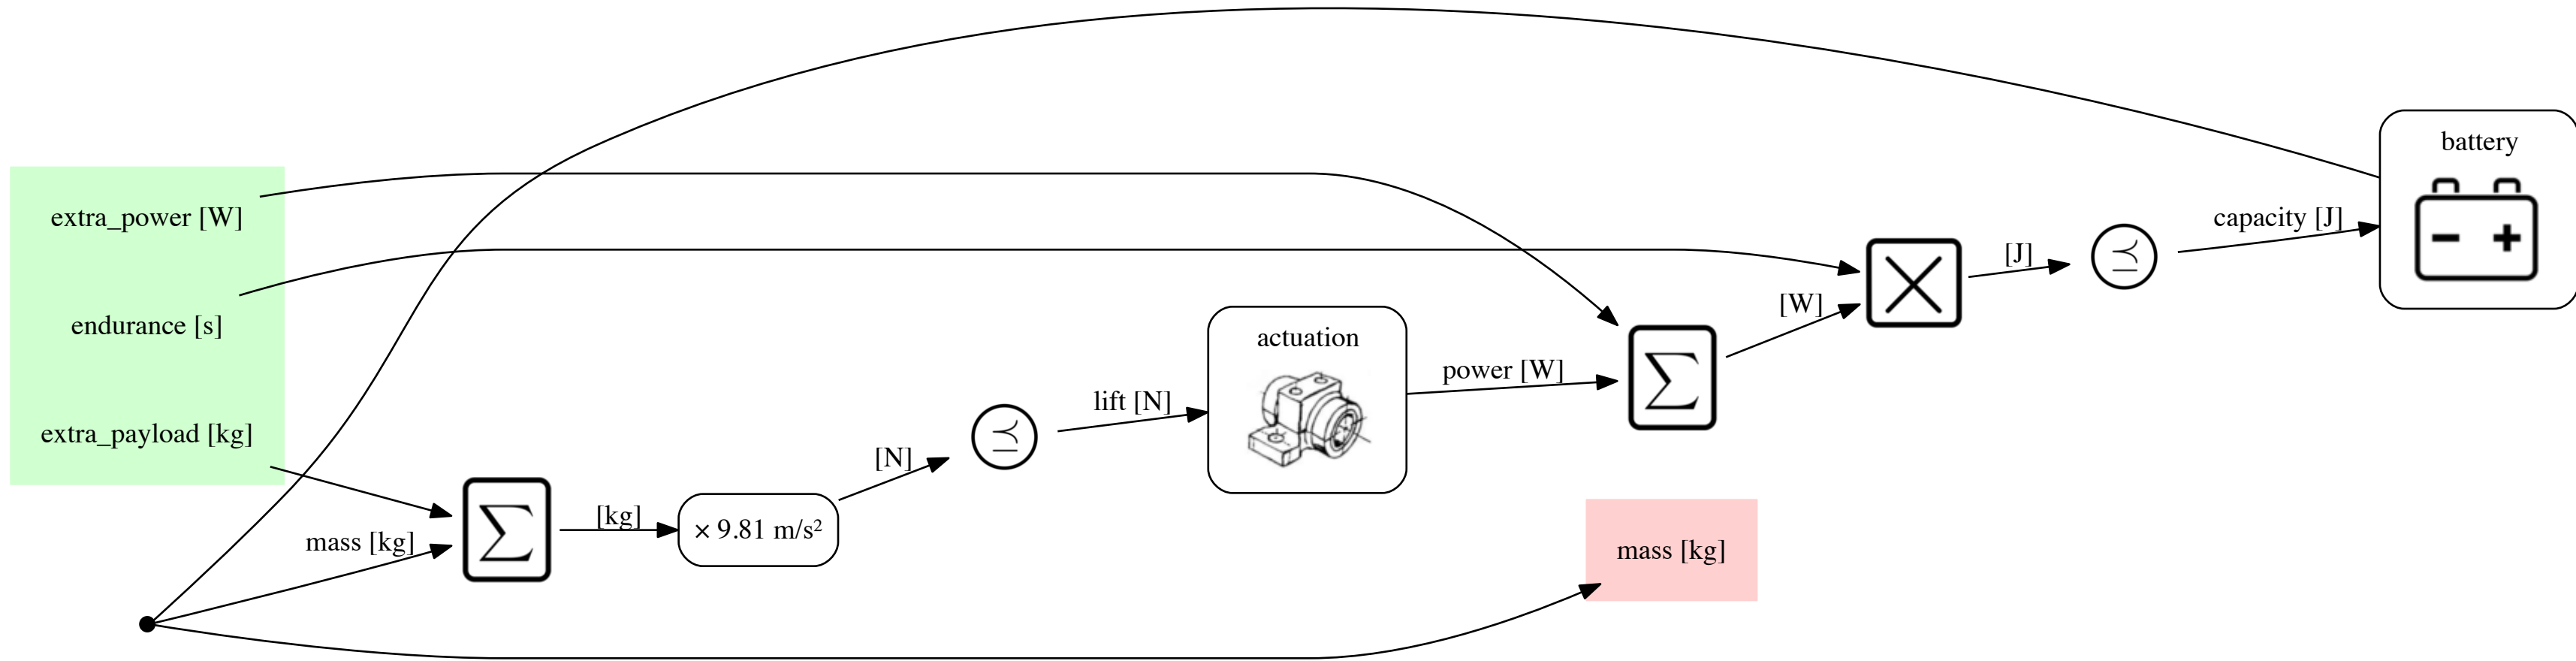 battery
extra_power [W]
capacity [J]
[J]
endurance [s]
[W]
actuation
power [W]
lift [N]
extra_payload [kg]
[N]
⪯
⪯
Σ
Σ
mass [kg]
[kg]
× 9.81 m/s²
mass [kg]